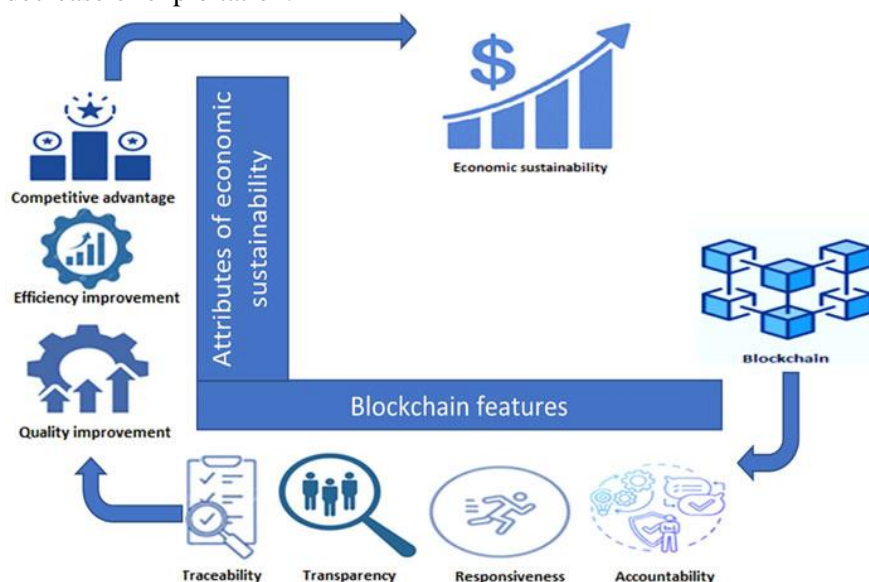 Economic sustainability
Competitive advantage
Attributes of economic
sustainability
Efficiency improvement
Blockchain
Quality improvement
Blockchain features
Traceability
Transparency
Responsiveness
Accountability